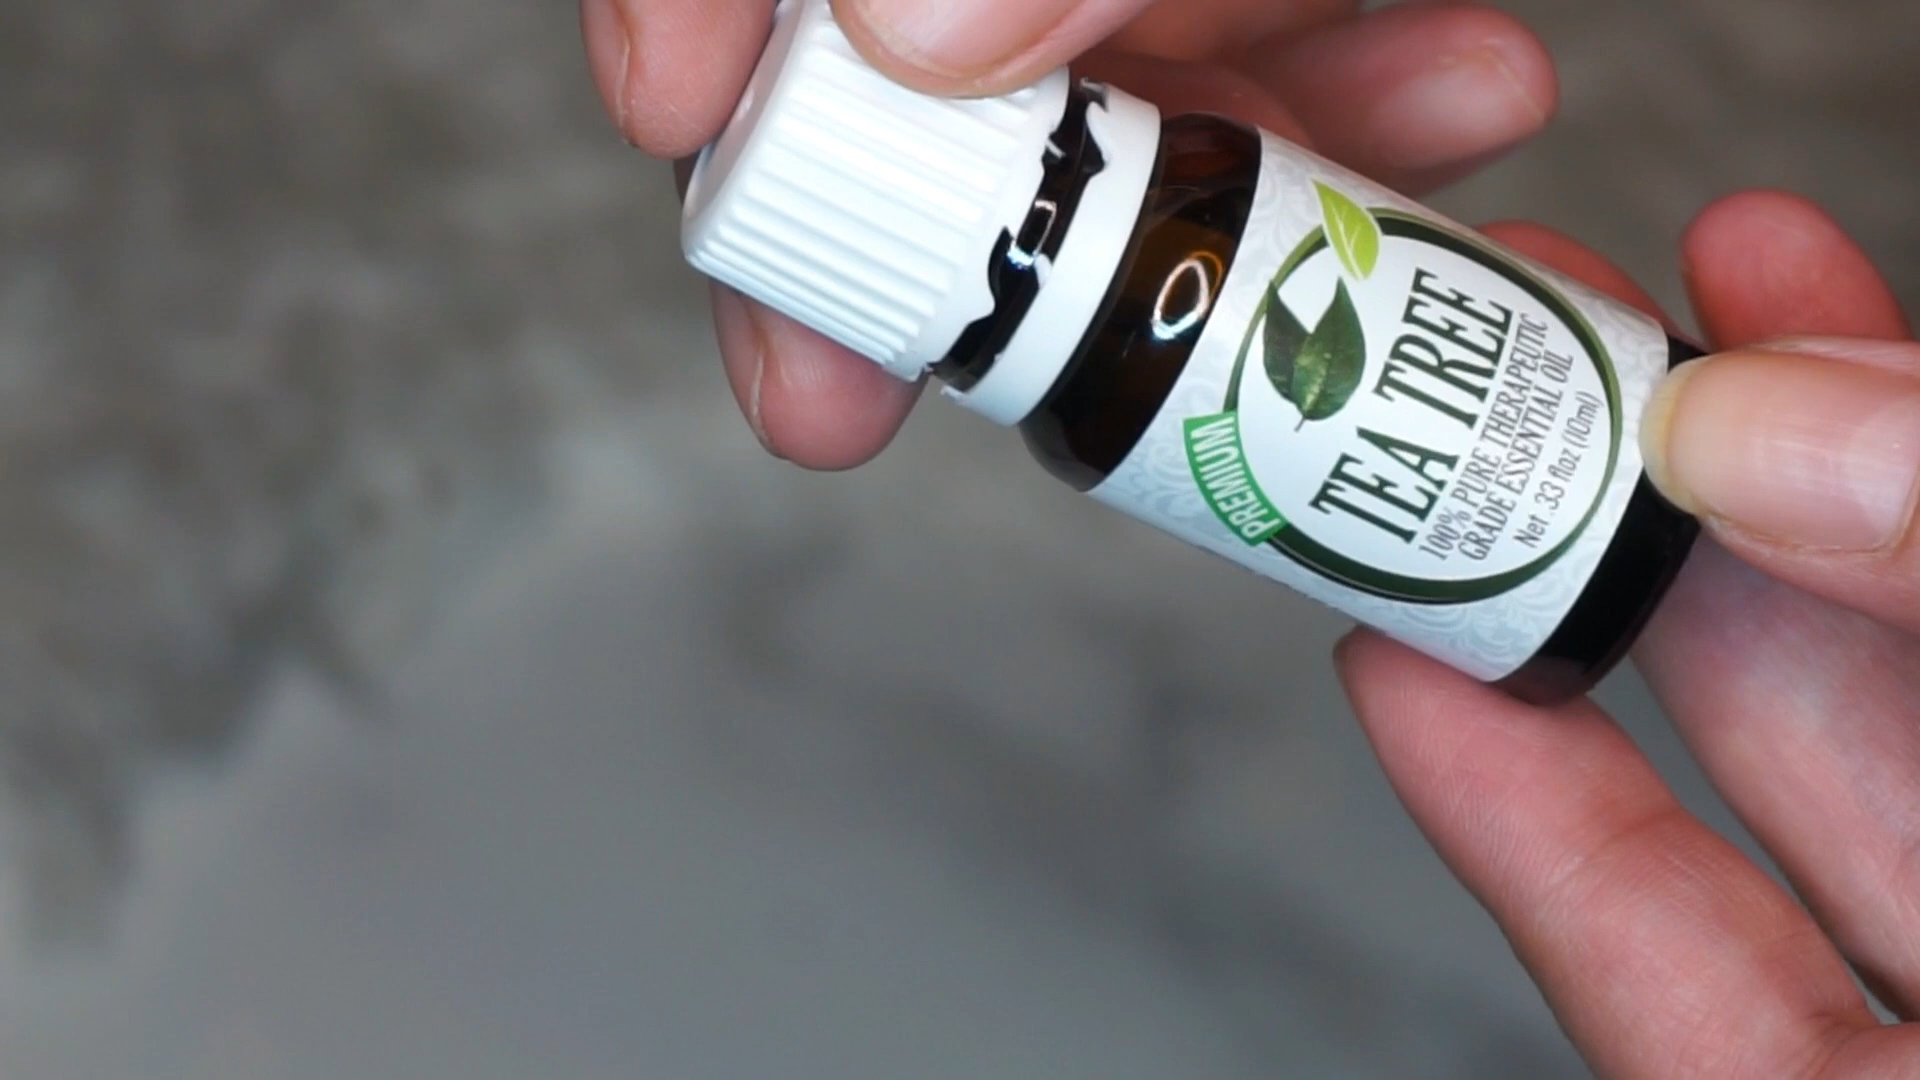 PREMIUM
TEA TREE
100% PURE THERAPEUTIC
GRADE ESSENTIAL OIL
Net .33 floz (10ml)